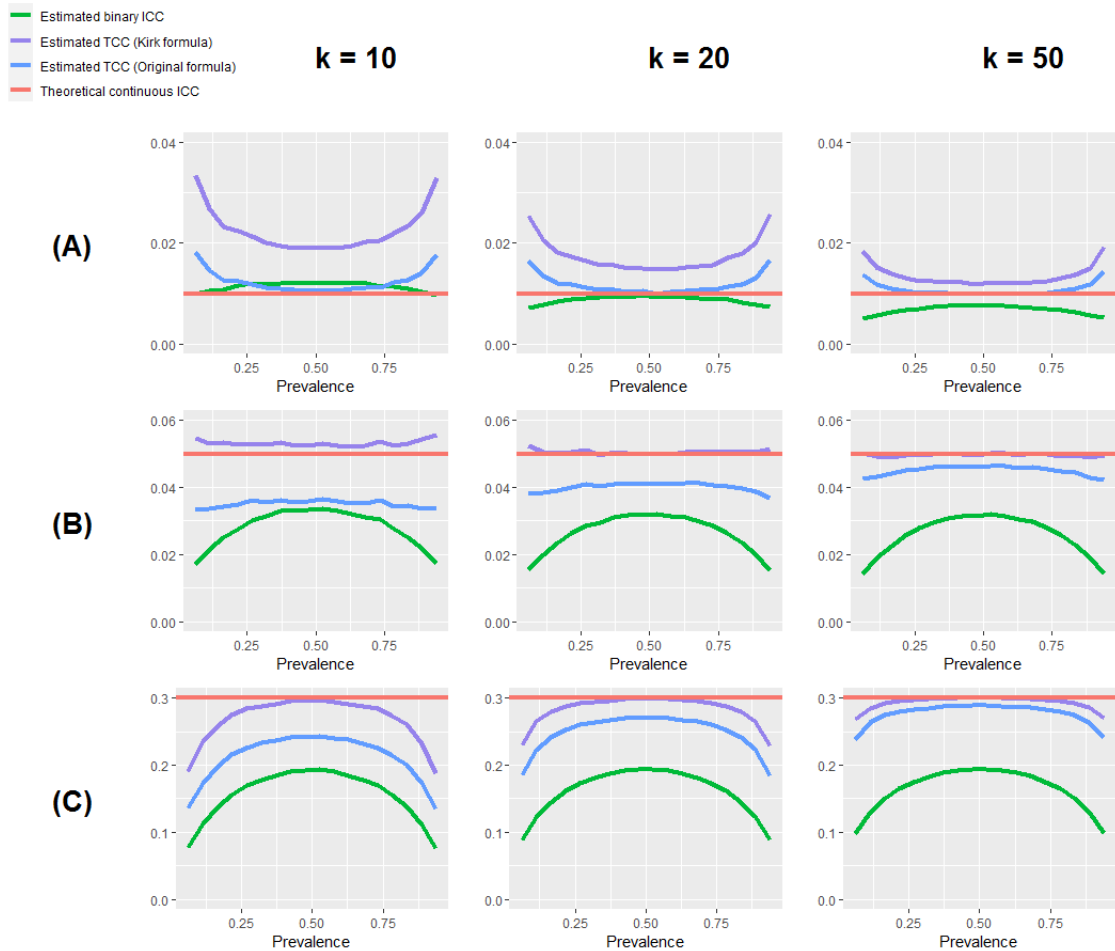 Estimated binary ICC
Estimated TCC (Kirk formula)
Estimated TCC (Original formula)
Theoretical continuous ICC
k = 10 k = 20 k = 50
(A)
0.04 0.04 0.04
0.02 0.02 0.02
0.00 0.00 0.00
0.25 0.50 0.75 0.25 0.50 0.75 0.25 0.50 0.75
Prevalence Prevalence Prevalence
(B)
0.06 0.06 0.06
0.04 0.04 0.04
0.02 0.02 0.02
0.00 0.00 0.00
0.25 0.50 0.75 0.25 0.50 0.75 0.25 0.50 0.75
Prevalence Prevalence Prevalence
(C)
0.3 0.3 0.3
0.2 0.2 0.2
0.1 0.1 0.1
0.0 0.0 0.0
0.25 0.50 0.75 0.25 0.50 0.75 0.25 0.50 0.75
Prevalence Prevalence Prevalence